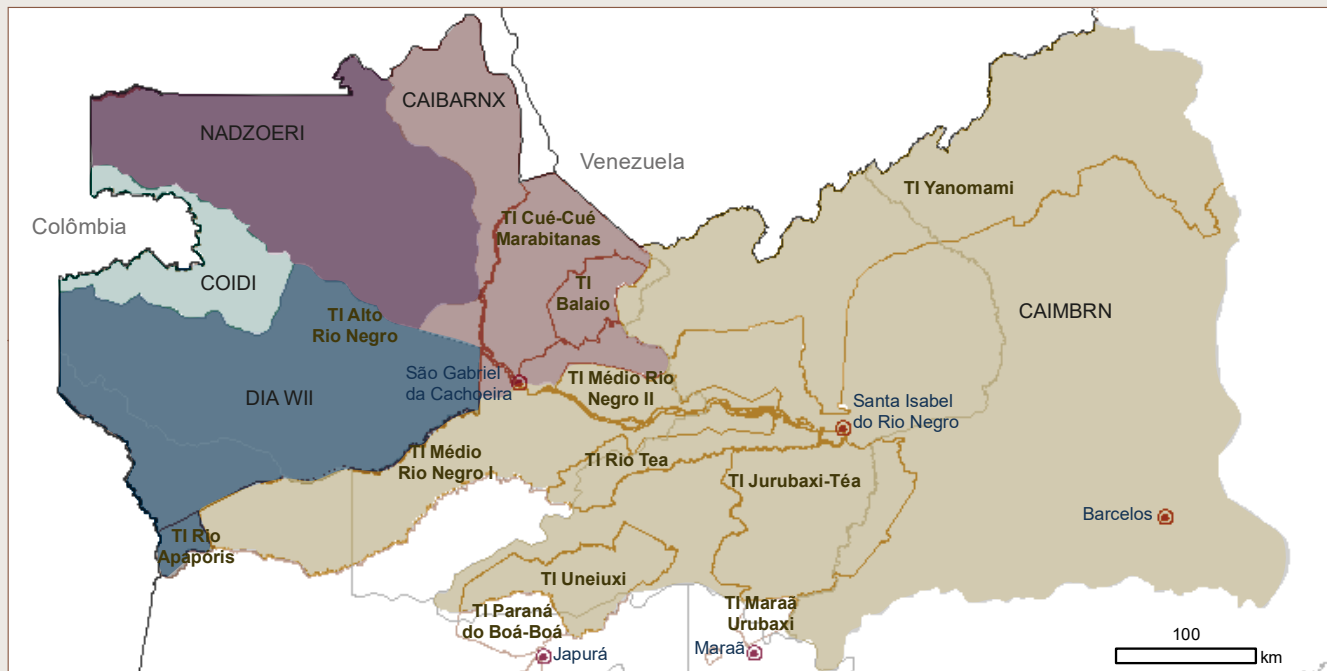 CAIBARNX
NADZOERI
Venezuela
TI Yanomami
TI Cué-Cué
Marabitanas
Colômbia
COIDI
TI
Balaio
TI Alto
Rio Negro
CAIMBRN
São Gabriel
da Cachoeira
TI Médio Rio
Negro II
DIA WII
Santa Isabel
do Rio Negro
TI Médio
Rio Negro I
TI Rio Tea
TI Jurubaxi-Téa
Barcelos
TI Rio
Apaporis
TI Uneiuxi
TI Paraná
do Boá-Boá
TI Maraã
Urubaxi
Japurá
Maraã
100
km